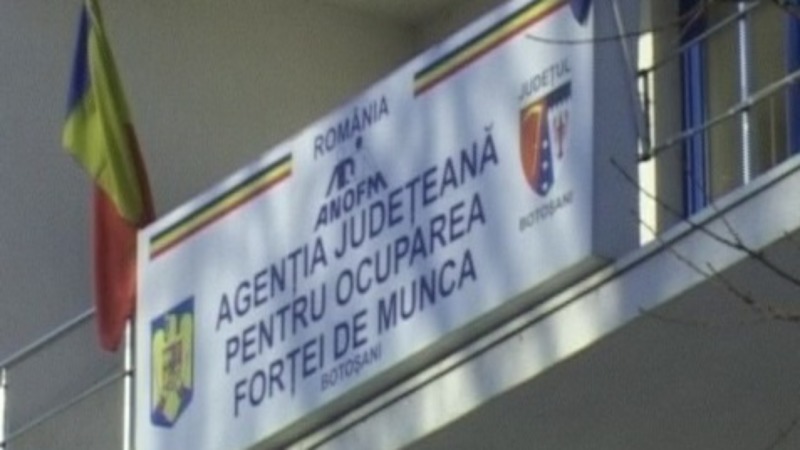 ROMÂNIA
ANOFM
AGENȚIA JUDEȚEANĂ
PENTRU OCUPAREA
FORȚEI DE MUNCA
BOTOȘANI
JUDEȚUL
BOTOȘANI